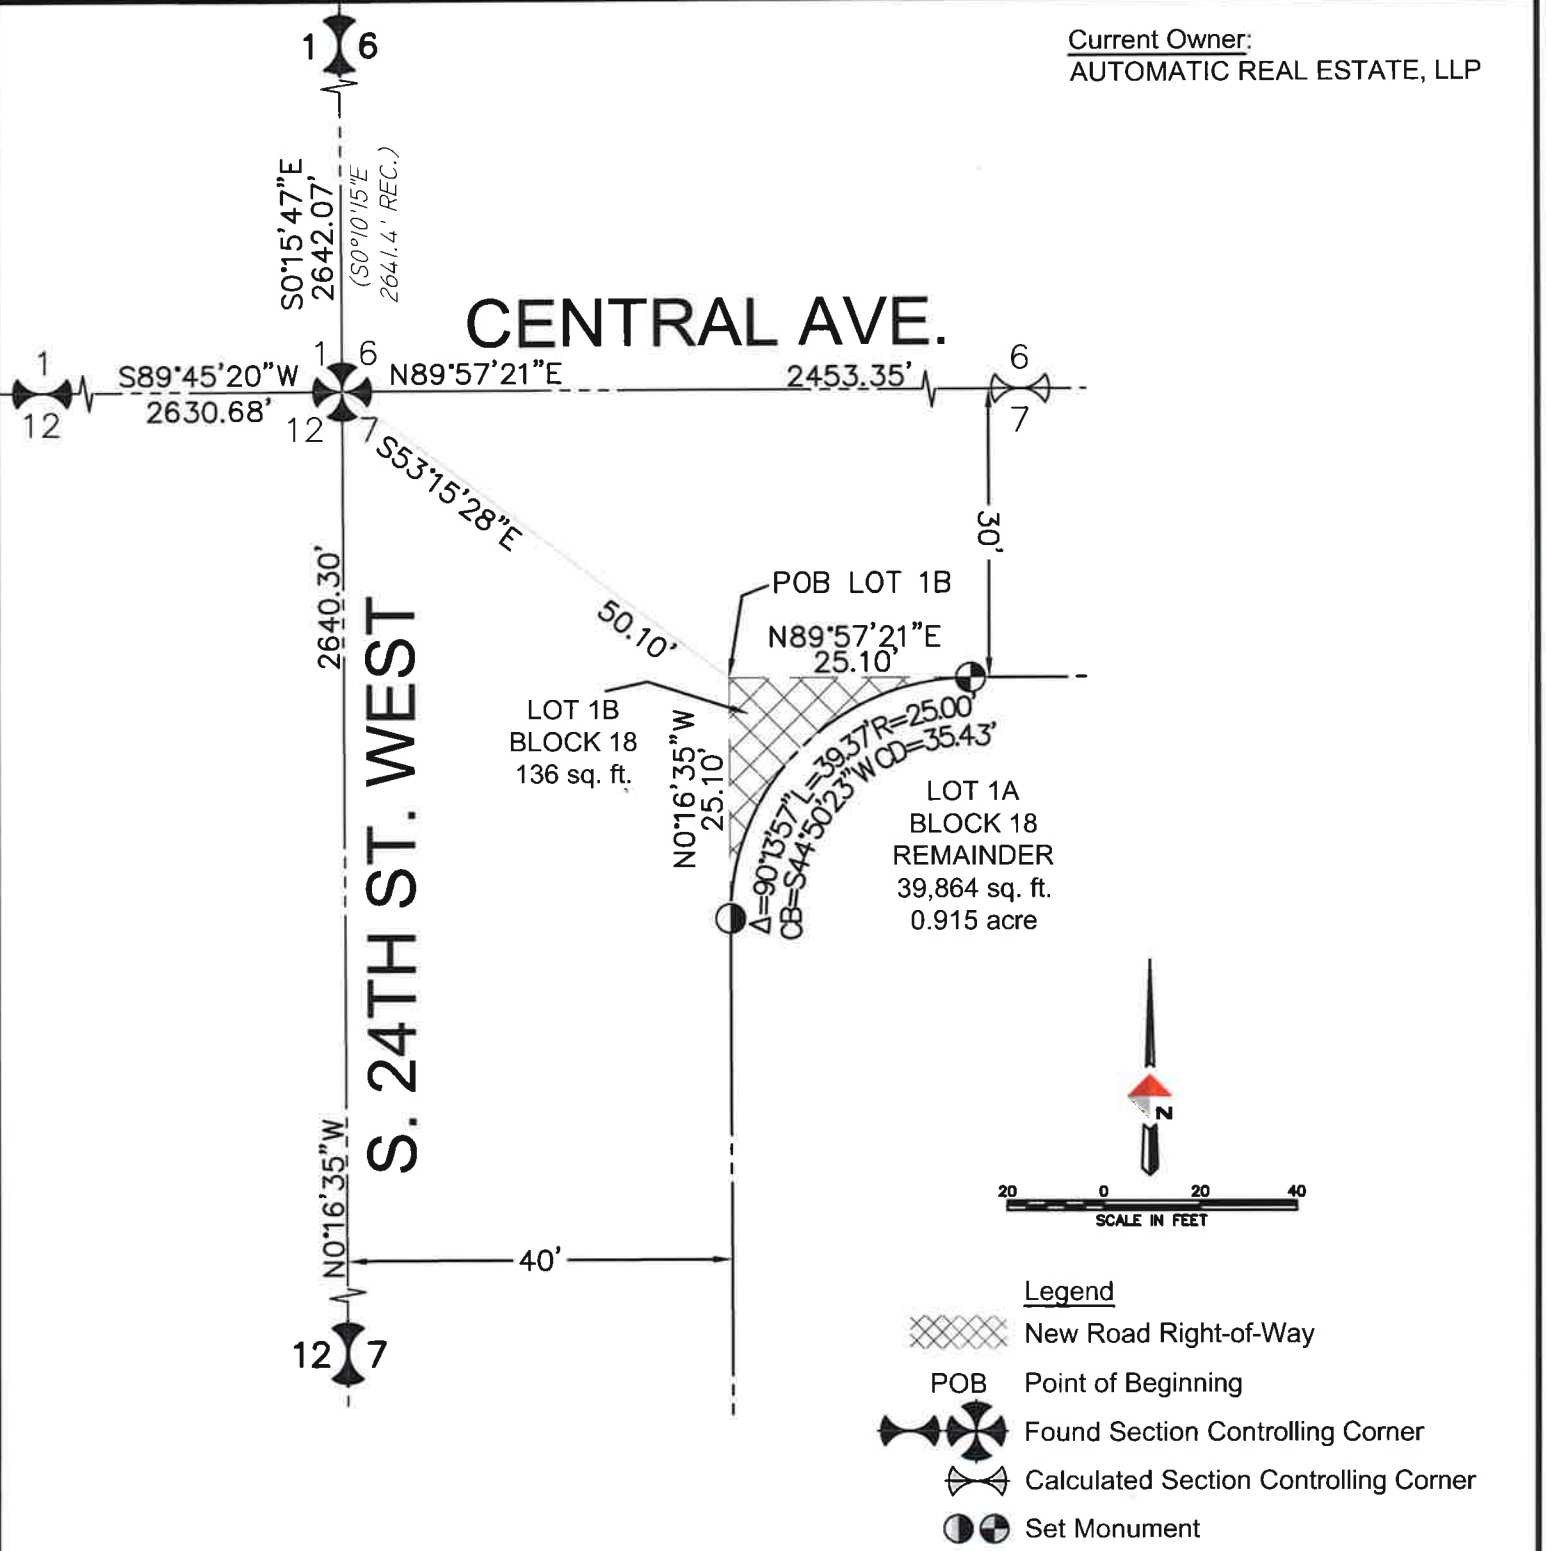 Current Owner:
AUTOMATIC REAL ESTATE, LLP
1 6
S0°15'47"E
2642.07'
(S0°10'15"E
2641.4' REC.)
CENTRAL AVE.
1
12
S89°45'20"W
2630.68'
1 6
12 7
N89°57'21"E
2453.35'
6
7
S53°15'28"E
50.10'
30'
POB LOT 1B
N89°57'21"E
25.10'
2640.30'
S. 24TH ST. WEST
LOT 1B
BLOCK 18
136 sq. ft.
N0°16'35"W
25.10'
Δ=90°13'57" L=39.37' R=25.00'
CB=S44°50'23"W CD=35.43'
LOT 1A
BLOCK 18
REMAINDER
39,864 sq. ft.
0.915 acre
N
20 0 20 40
SCALE IN FEET
N0°16'35"W
40'
12 7
Legend
New Road Right-of-Way
POB Point of Beginning
Found Section Controlling Corner
Calculated Section Controlling Corner
Set Monument